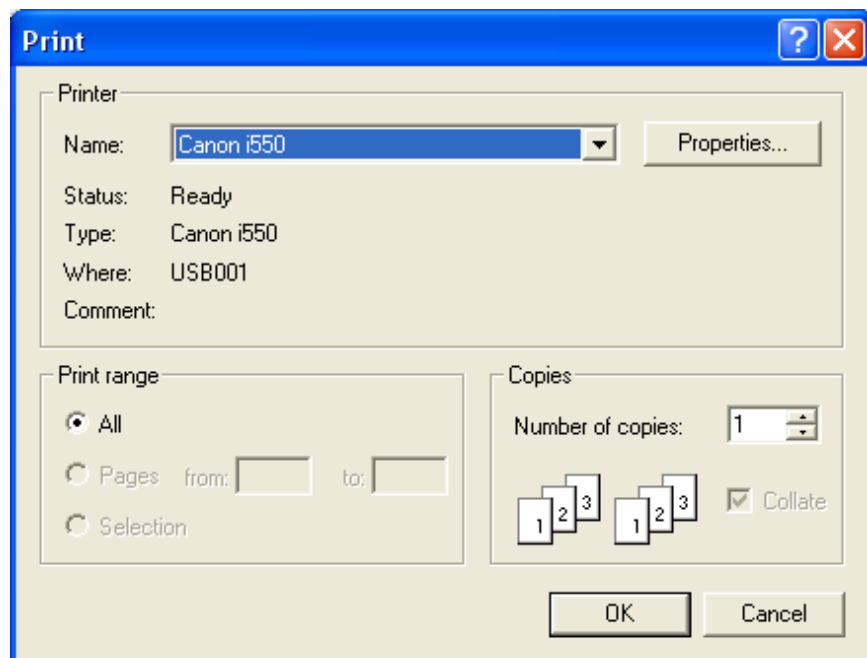 Print
Printer
Name: Canon i550 Properties...
Status: Ready
Type: Canon i550
Where: USB001
Comment:
Print range
All
Pages from: to:
Selection
Copies
Number of copies: 1
1 2 3 1 2 3 Collate
OK Cancel